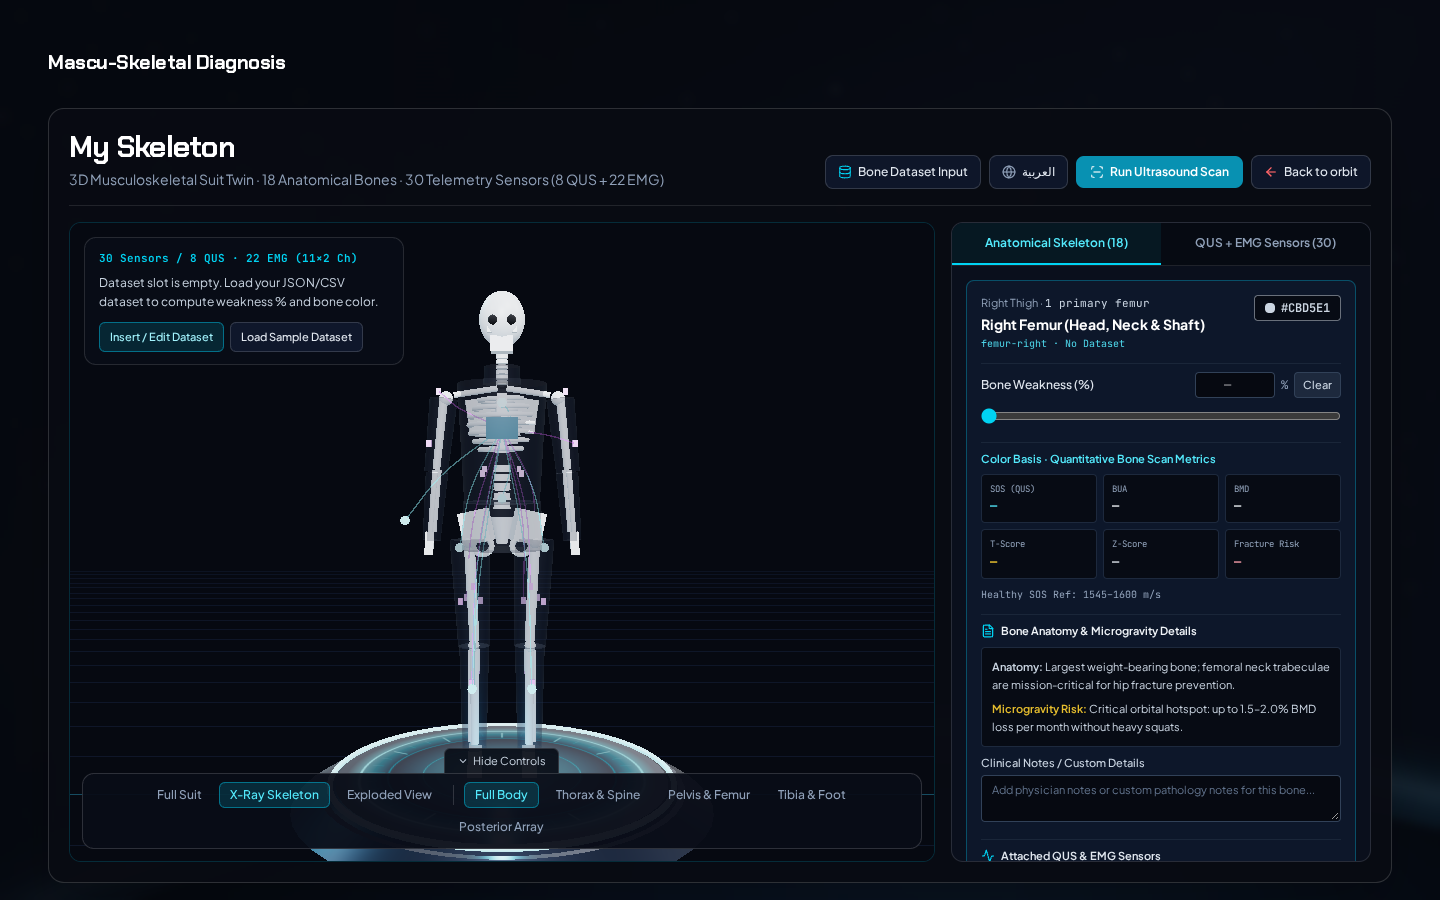 Mascu-Skeletal Diagnosis
My Skeleton
3D Musculoskeletal Suit Twin · 18 Anatomical Bones · 30 Telemetry Sensors (8 QUS + 22 EMG)
Bone Dataset Input
العربية
Run Ultrasound Scan
Back to orbit
30 Sensors / 8 QUS · 22 EMG (11×2 Ch)
Dataset slot is empty. Load your JSON/CSV
dataset to compute weakness % and bone color.
Insert / Edit Dataset
Load Sample Dataset
Hide Controls
Full Suit
X-Ray Skeleton
Exploded View
Full Body
Thorax & Spine
Pelvis & Femur
Tibia & Foot
Posterior Array
Anatomical Skeleton (18)
QUS + EMG Sensors (30)
Right Thigh · 1 primary femur
#CBD5E1
Right Femur (Head, Neck & Shaft)
femur-right · No Dataset
Bone Weakness (%)
—
%
Clear
Color Basis · Quantitative Bone Scan Metrics
SOS (QUS)
—
BUA
—
BMD
—
T-Score
—
Z-Score
—
Fracture Risk
—
Healthy SOS Ref: 1545–1600 m/s
Bone Anatomy & Microgravity Details
Anatomy: Largest weight-bearing bone; femoral neck trabeculae
are mission-critical for hip fracture prevention.
Microgravity Risk: Critical orbital hotspot: up to 1.5–2.0% BMD
loss per month without heavy squats.
Clinical Notes / Custom Details
Add physician notes or custom pathology notes for this bone...
Attached QUS & EMG Sensors